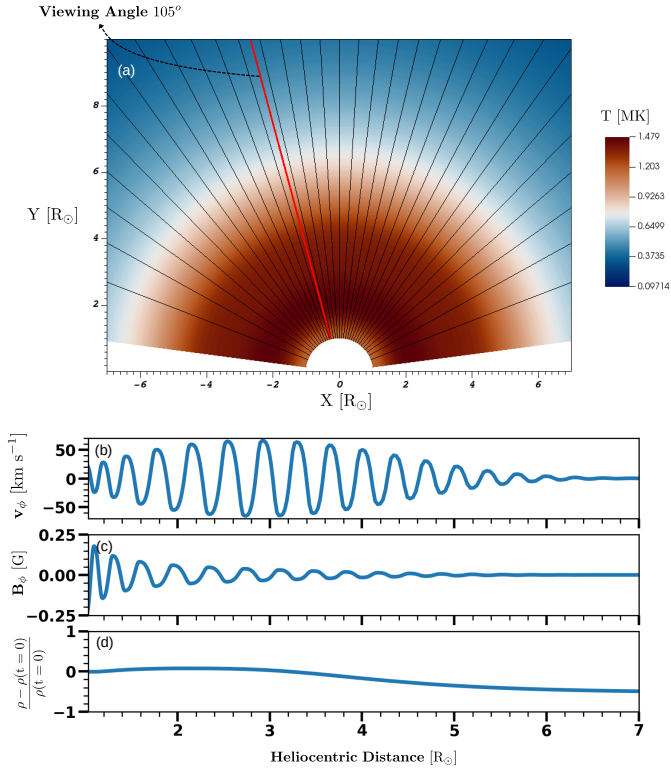 Viewing Angle 105°
(a)
8
6
4
2
Y [R☉]
−6 −4 −2 0 2 4 6
X [R☉]
T [MK]
1.479
1.203
0.9263
0.6499
0.3735
0.09714
(b)
50
0
−50
v_ϕ [km s⁻¹]
(c)
0.25
0.00
−0.25
B_ϕ [G]
(d)
1
0
−1
ρ − ρ(t = 0)
ρ(t = 0)
2 3 4 5 6 7
Heliocentric Distance [R☉]